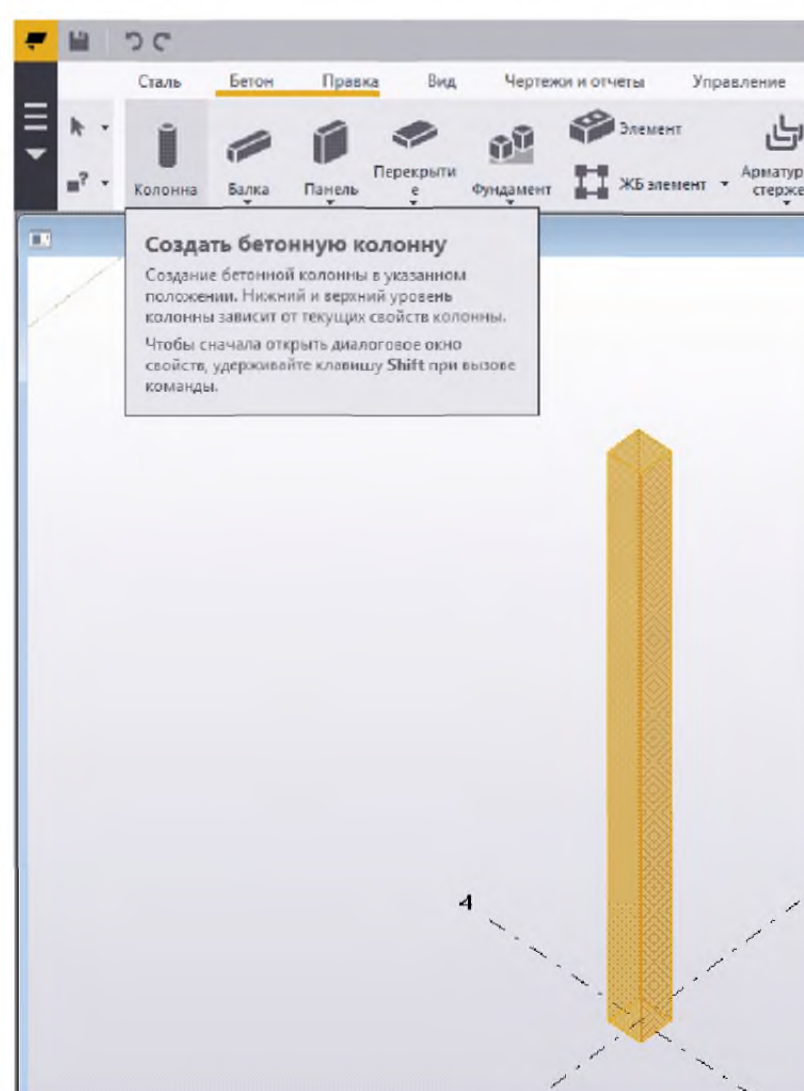 Сталь Бетон Правка Вид Чертежи и отчеты Управление
Колонна Балка Панель Перекрыти
е Фундамент
Элемент
ЖБ элемент
Арматур
стерже
Создать бетонную колонну
Создание бетонной колонны в указанном
положении. Нижний и верхний уровень
колонны зависит от текущих свойств колонны.
Чтобы сначала открыть диалоговое окно
свойств, удерживайте клавишу Shift при вызове
команды.
4